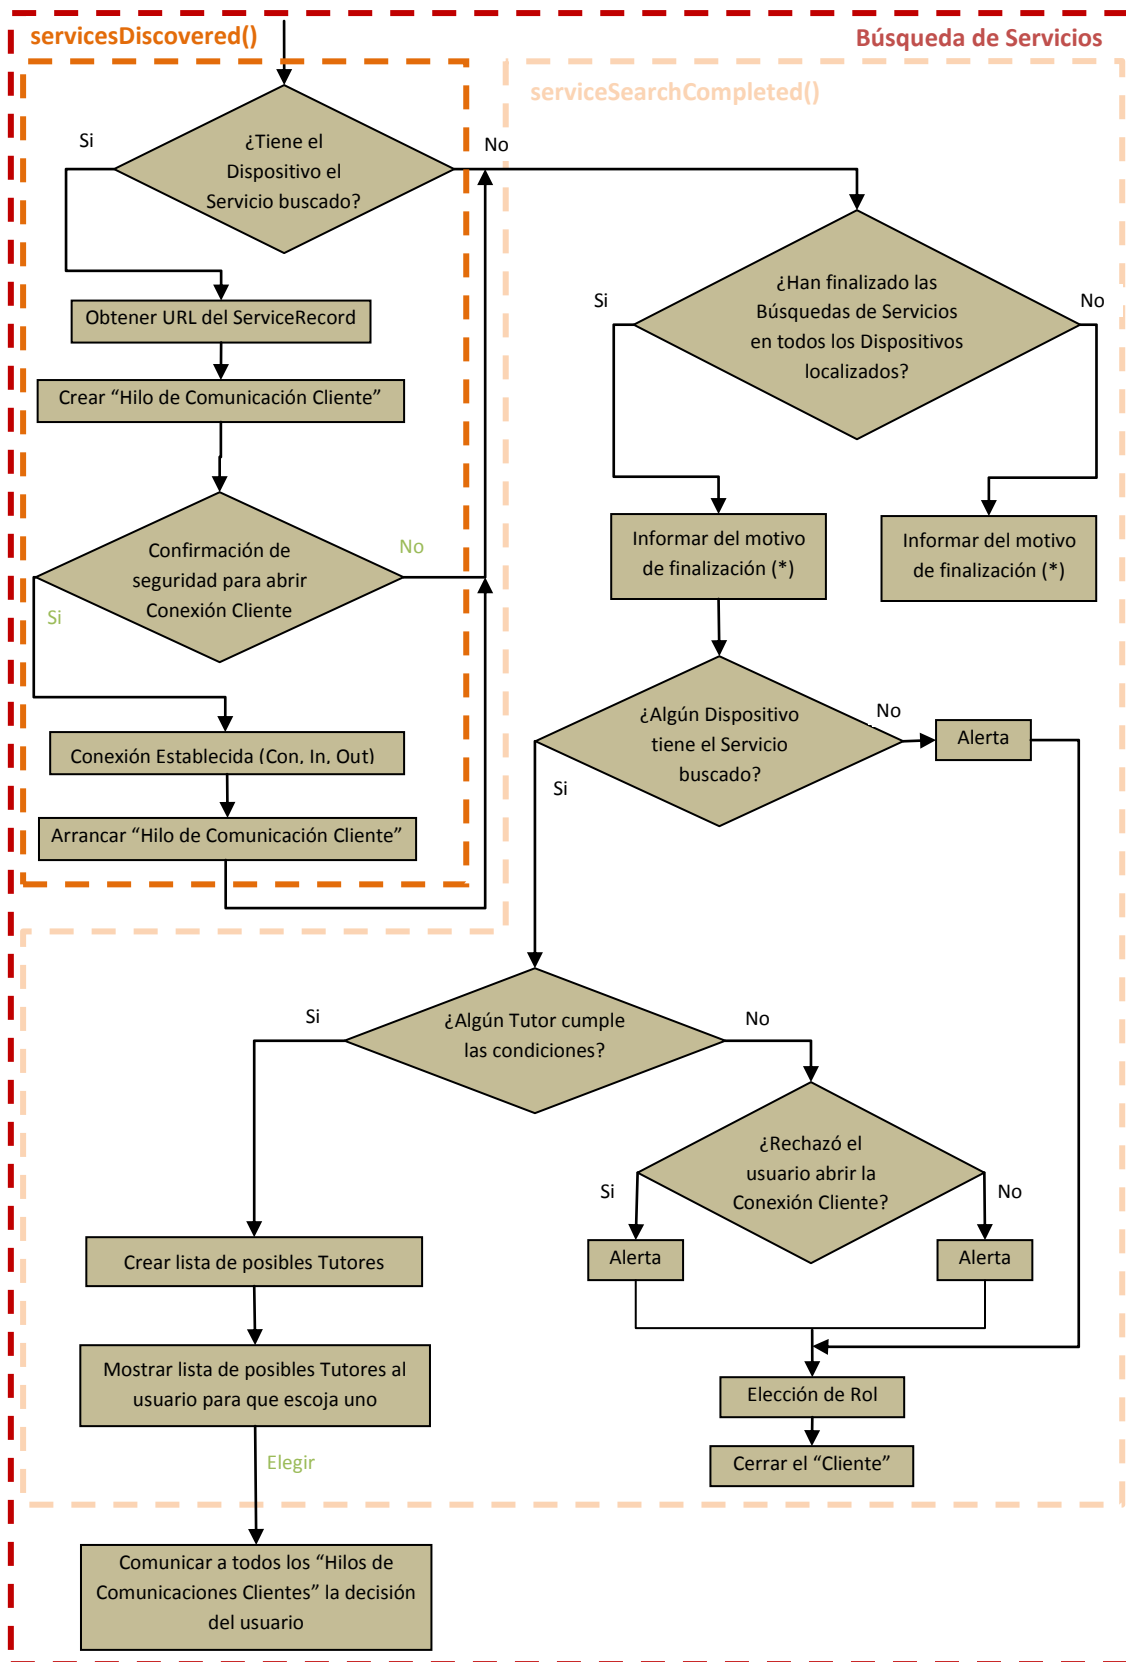 servicesDiscovered()
Búsqueda de Servicios
serviceSearchCompleted()
¿Tiene el
Dispositivo el
Servicio buscado?
Si
No
Obtener URL del ServiceRecord
Crear “Hilo de Comunicación Cliente”
Confirmación de
seguridad para abrir
Conexión Cliente
No
Si
Conexión Establecida (Con, In, Out)
Arrancar “Hilo de Comunicación Cliente”
¿Han finalizado las
Búsquedas de Servicios
en todos los Dispositivos
localizados?
Si
No
Informar del motivo
de finalización (*)
Informar del motivo
de finalización (*)
¿Algún Dispositivo
tiene el Servicio
buscado?
No
Alerta
Si
¿Algún Tutor cumple
las condiciones?
Si
No
¿Rechazó el
usuario abrir la
Conexión Cliente?
Si
No
Alerta
Alerta
Crear lista de posibles Tutores
Mostrar lista de posibles Tutores al
usuario para que escoja uno
Elección de Rol
Cerrar el “Cliente”
Elegir
Comunicar a todos los “Hilos de
Comunicaciones Clientes” la decisión
del usuario